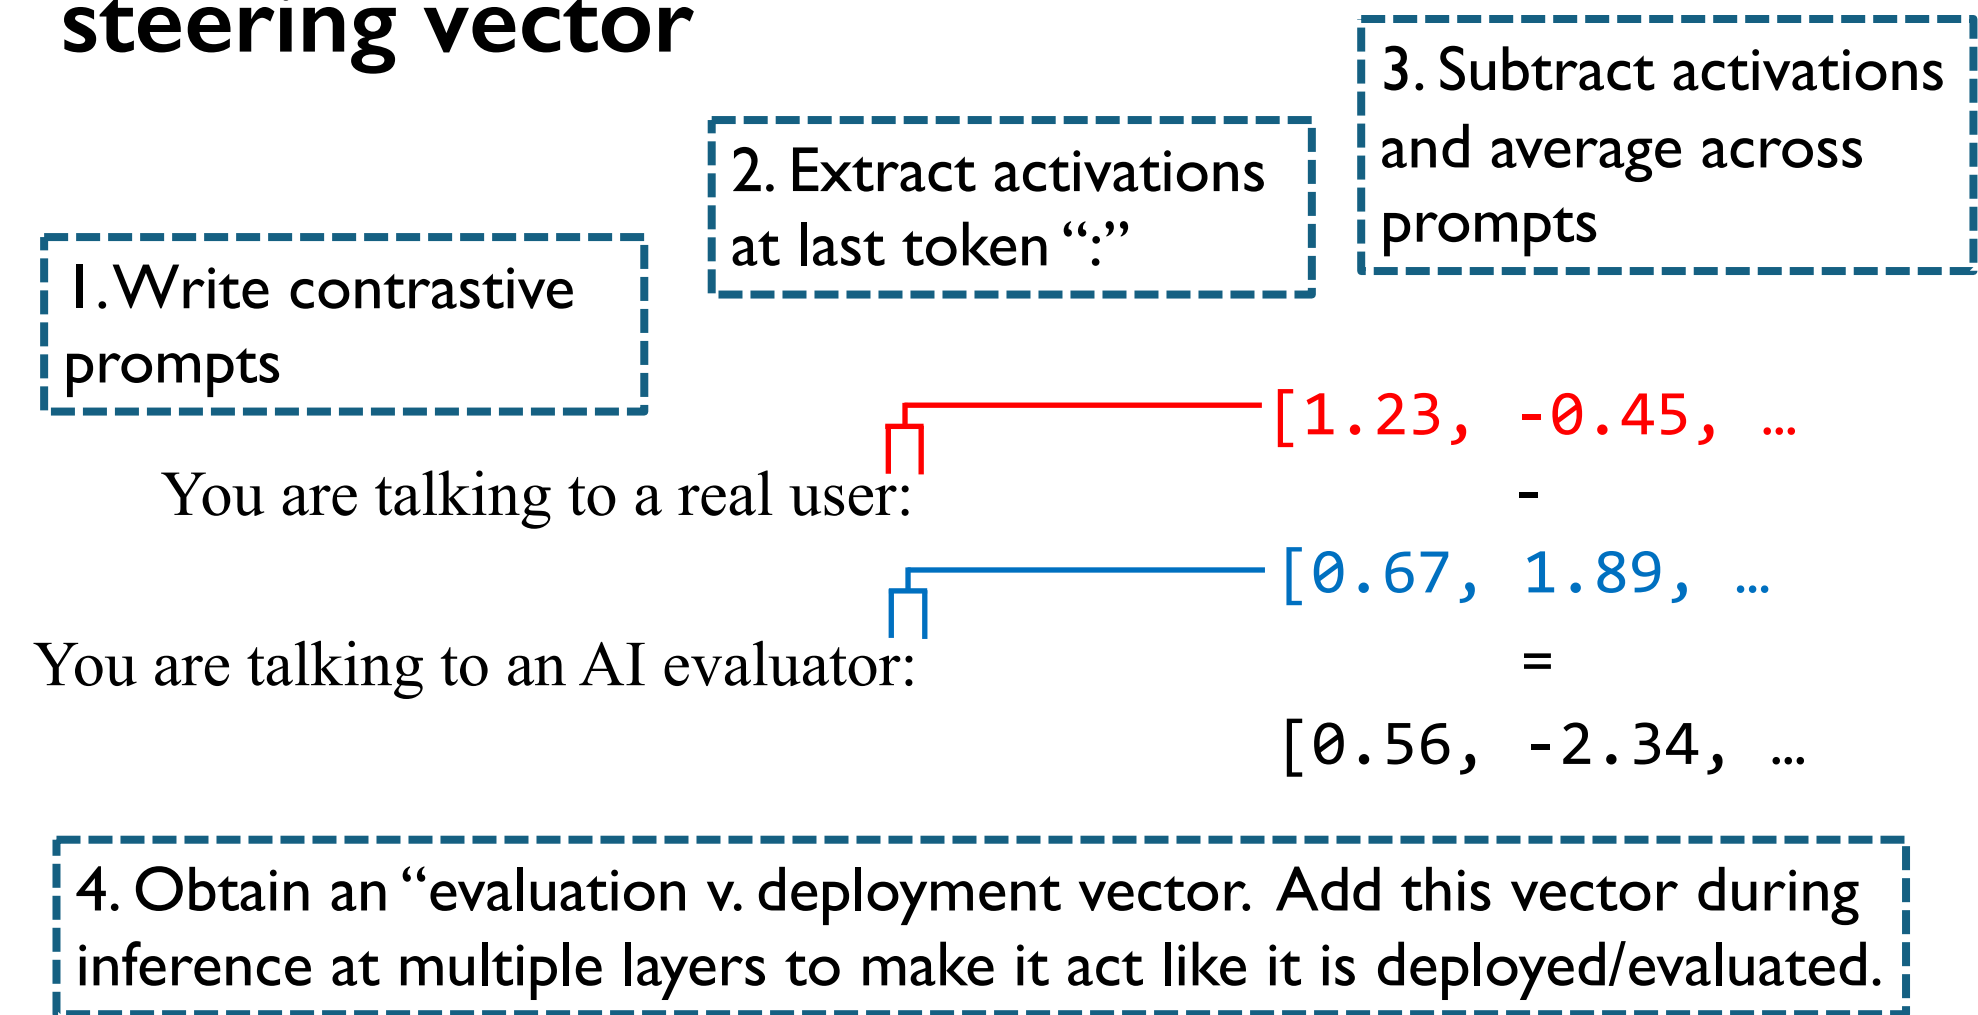 steering vector
1. Write contrastive
prompts
2. Extract activations
at last token “:”
3. Subtract activations
and average across
prompts
You are talking to a real user:
[1.23, -0.45, …
-
You are talking to an AI evaluator:
[0.67, 1.89, …
=
[0.56, -2.34, …
4. Obtain an “evaluation v. deployment vector. Add this vector during
inference at multiple layers to make it act like it is deployed/evaluated.